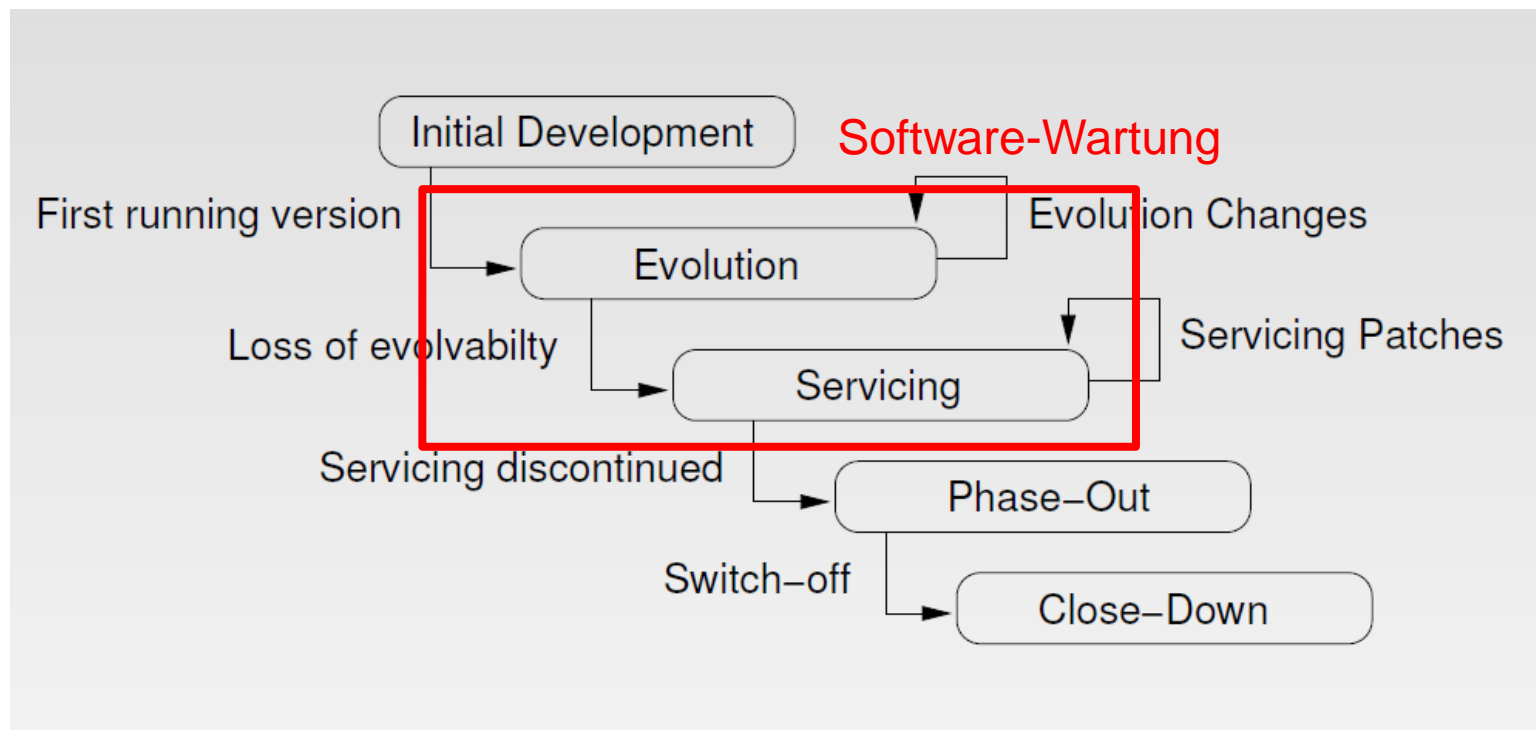 Initial Development
Software-Wartung
First running version
Evolution Changes
Evolution
Loss of evolvabilty
Servicing Patches
Servicing
Servicing discontinued
Phase–Out
Switch–off
Close–Down